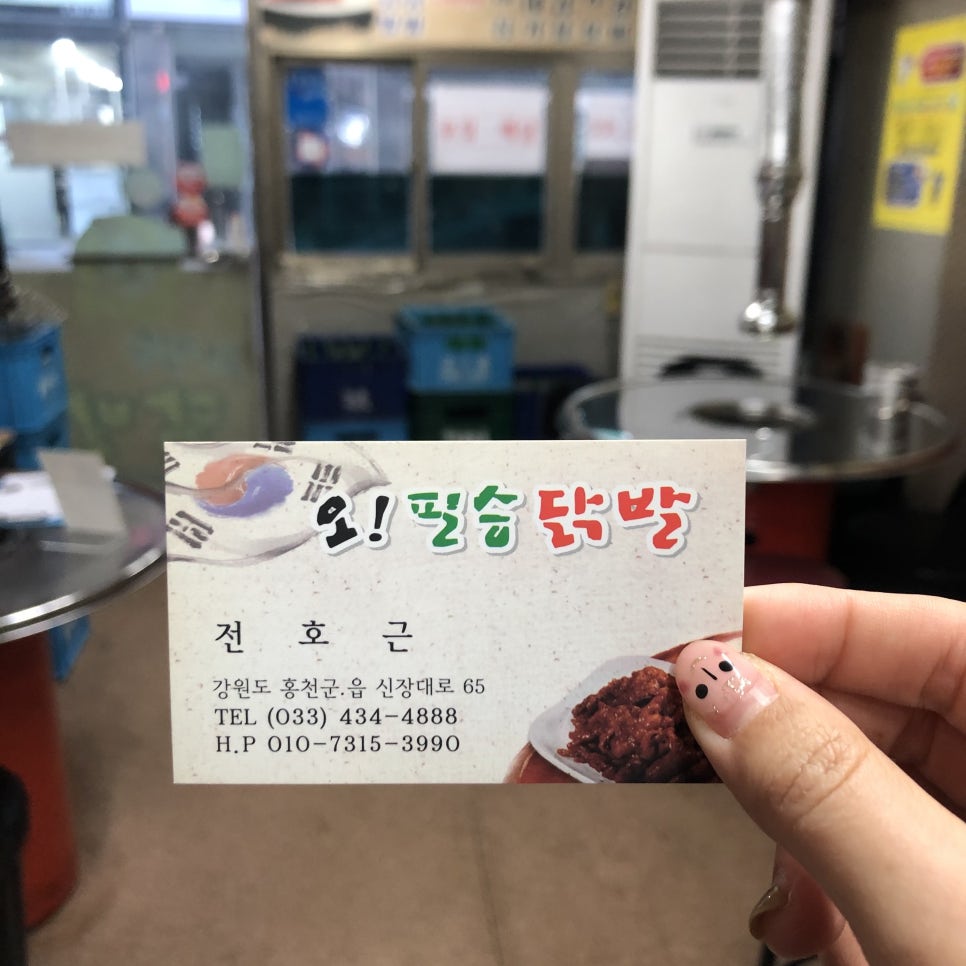 오! 필승 닭발
전 호 근
강원도 홍천군.읍 신장대로 65
TEL (033) 434-4888
H.P 010-7315-3990